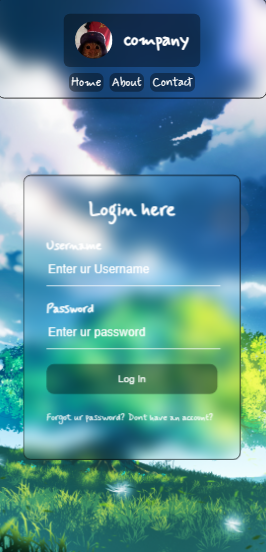 company
Home About Contact
Login here
Username
Enter ur Username
Password
Enter ur password
Log In
Forgot ur password? Dont have an account?